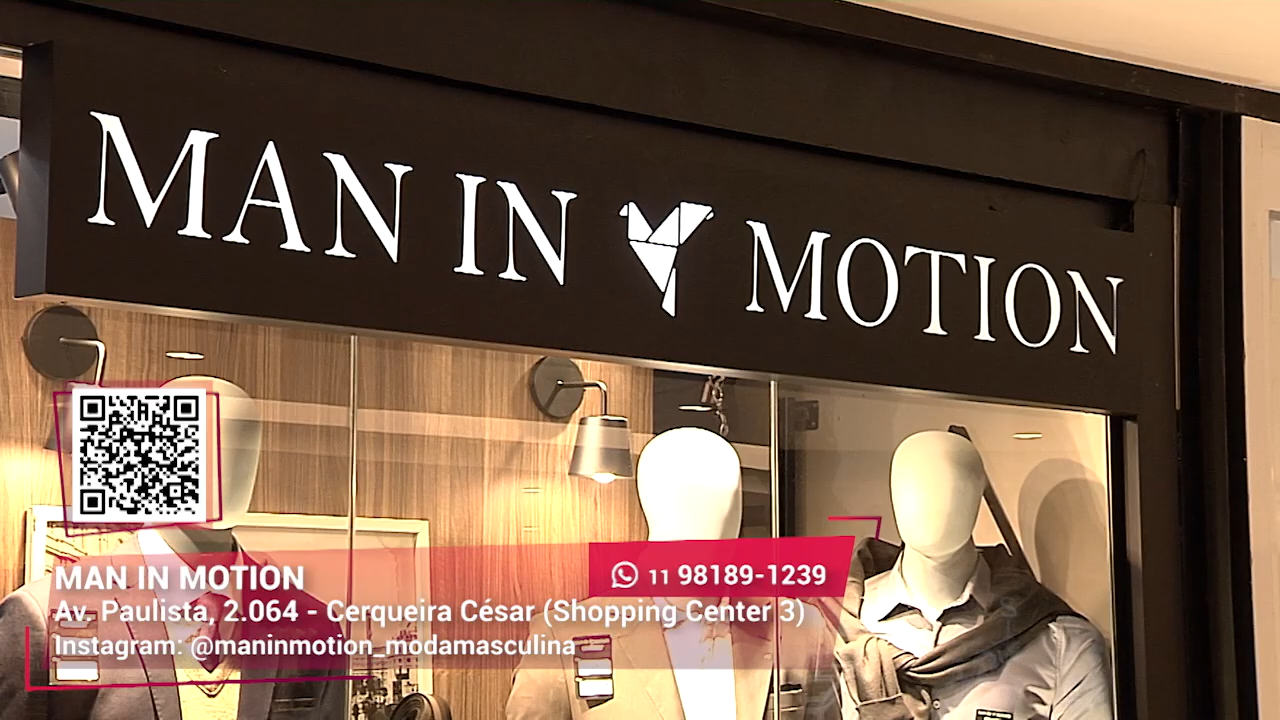 MAN IN MOTION
MAN IN MOTION
11 98189-1239
Av. Paulista, 2.064 - Cerqueira César (Shopping Center 3)
Instagram: @maninmotion_modamasculina